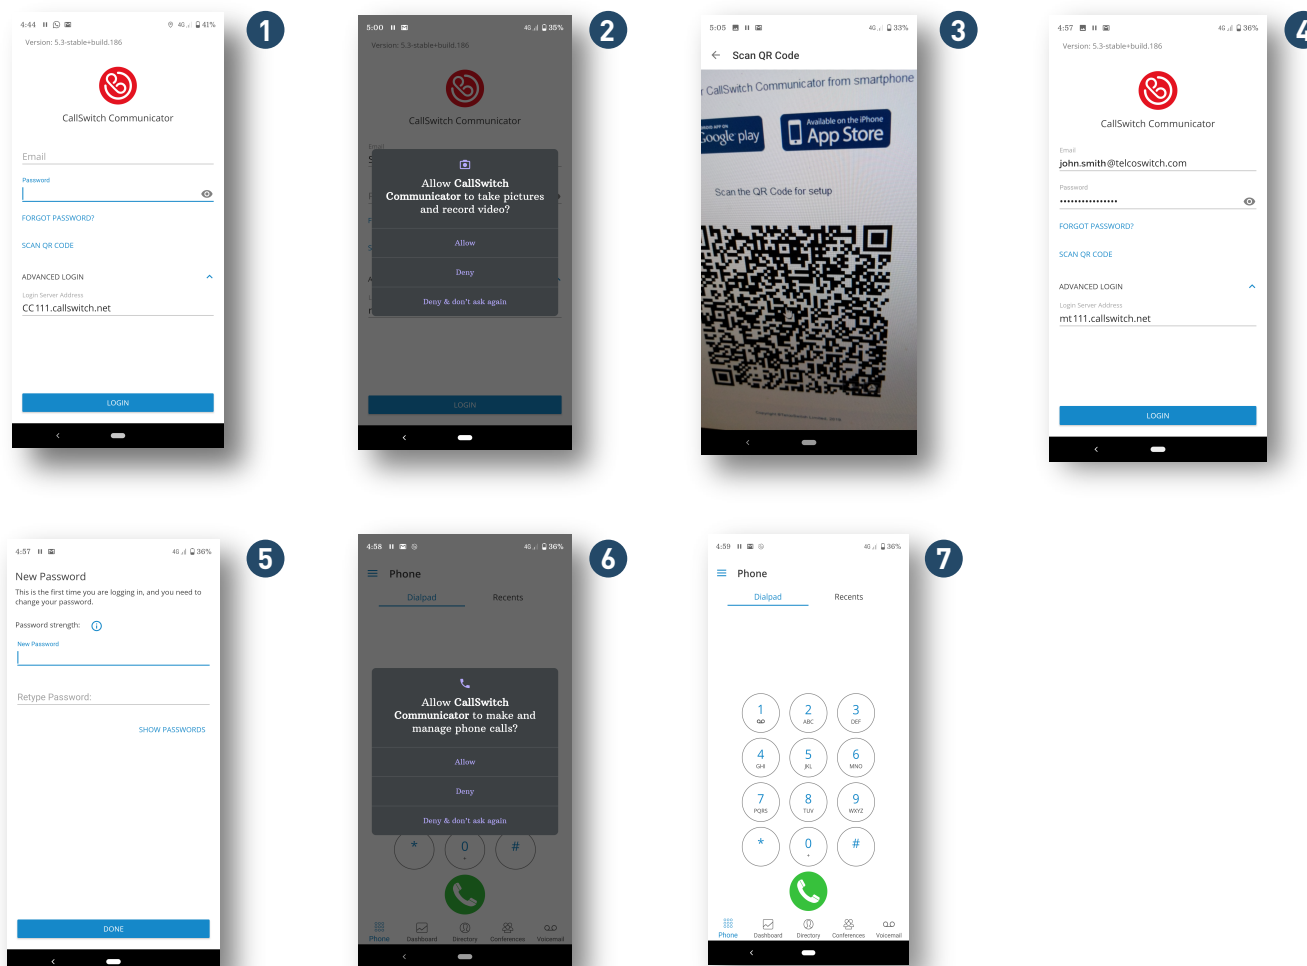 4:44
4G 41%
1
Version: 5.3-stable+build.186
CallSwitch Communicator
Email
Password
FORGOT PASSWORD?
SCAN QR CODE
ADVANCED LOGIN
Login Server Address
CC111.callswitch.net
LOGIN
5:00
4G 35%
2
Version: 5.3-stable+build.186
CallSwitch Communicator
Email
Allow CallSwitch
Communicator to take pictures
and record video?
Allow
Deny
Deny & don't ask again
LOGIN
5:05
4G 33%
3
Scan QR Code
r CallSwitch Communicator from smartphone
Google play
Available on the iPhone
App Store
Scan the QR Code for setup
4:57
4G 36%
4
Version: 5.3-stable+build.186
CallSwitch Communicator
Email
john.smith@telcoswitch.com
Password
••••••••••••••••
FORGOT PASSWORD?
SCAN QR CODE
ADVANCED LOGIN
Login Server Address
mt111.callswitch.net
LOGIN
4:57
4G 36%
5
New Password
This is the first time you are logging in, and you need to
change your password.
Password strength:
New Password
Retype Password:
SHOW PASSWORDS
DONE
4:58
4G 36%
6
Phone
Dialpad Recents
Allow CallSwitch
Communicator to make and
manage phone calls?
Allow
Deny
Deny & don't ask again
* 0 #
+
Phone Dashboard Directory Conferences Voicemail
4:59
4G 36%
7
Phone
Dialpad Recents
1 2 3
ABC DEF
4 5 6
GHI JKL MNO
7 8 9
PQRS TUV WXYZ
* 0 #
+
Phone Dashboard Directory Conferences Voicemail